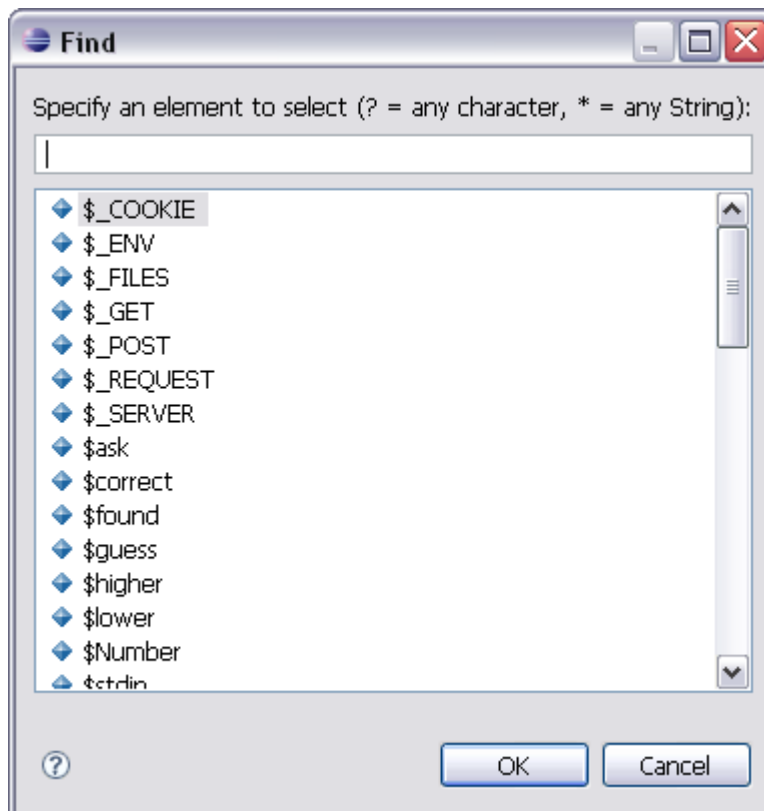 Find
Specify an element to select (? = any character, * = any String):
$_COOKIE
$_ENV
$_FILES
$_GET
$_POST
$_REQUEST
$_SERVER
$ask
$correct
$found
$guess
$higher
$lower
$Number
$stdin
OK
Cancel